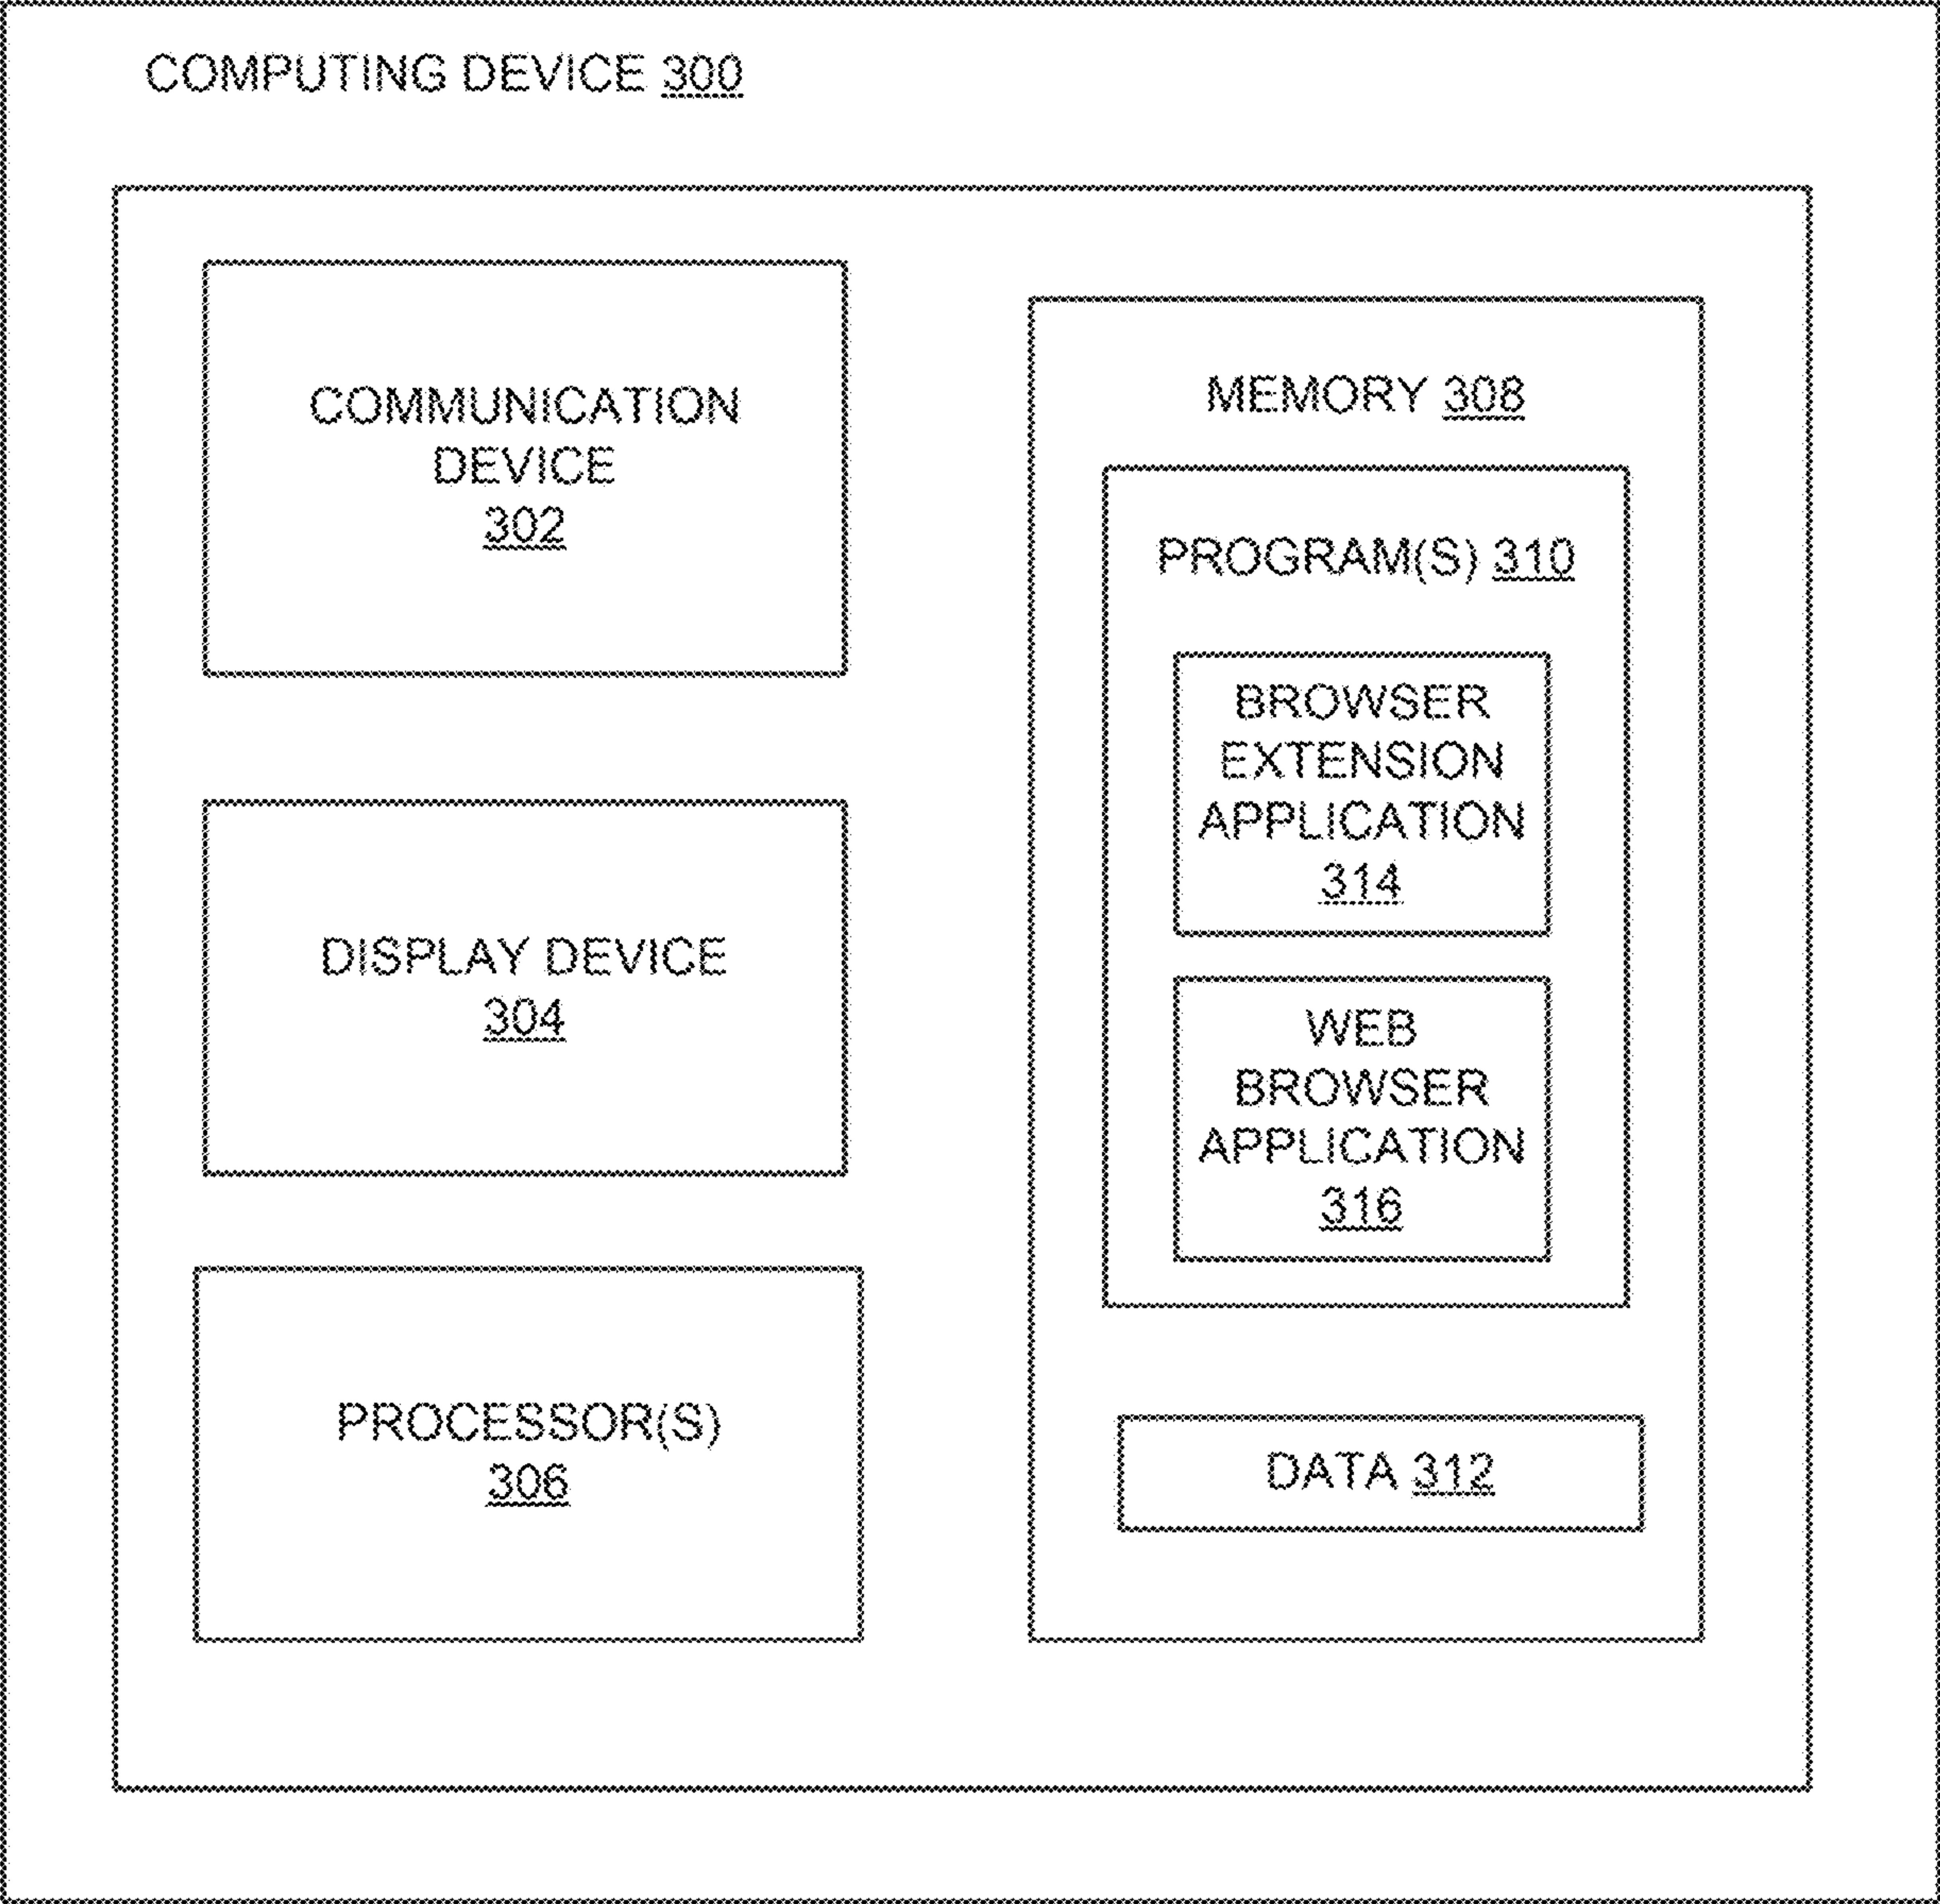 COMPUTING DEVICE 300
COMMUNICATION
DEVICE
302
DISPLAY DEVICE
304
PROCESSOR(S)
306
MEMORY 308
PROGRAM(S) 310
BROWSER
EXTENSION
APPLICATION
314
WEB
BROWSER
APPLICATION
316
DATA 312